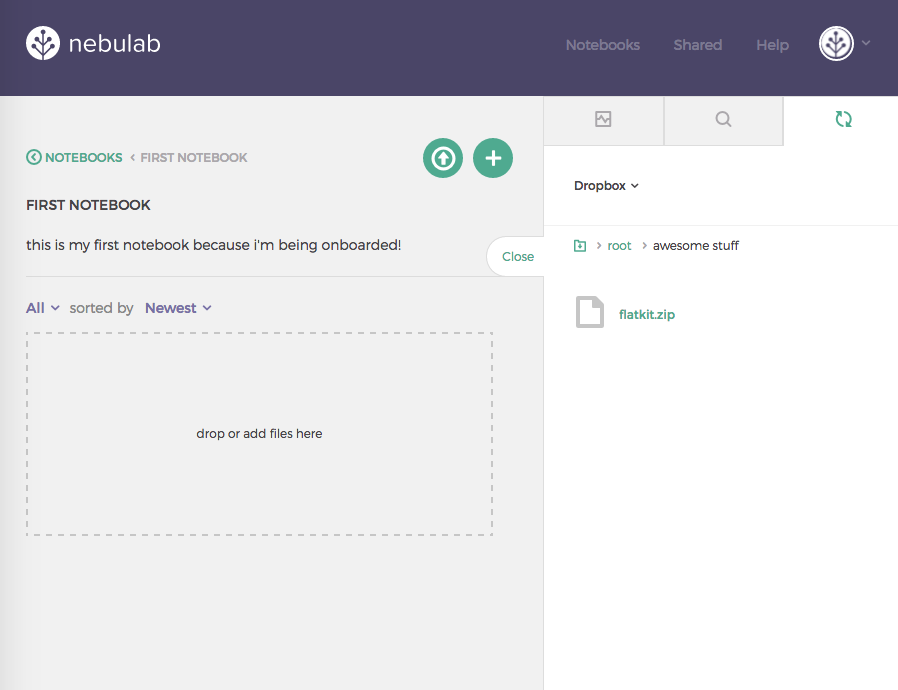 nebulab
Notebooks Shared Help
NOTEBOOKS ‹ FIRST NOTEBOOK
FIRST NOTEBOOK
this is my first notebook because i'm being onboarded!
Close
All sorted by Newest
drop or add files here
Dropbox
root › awesome stuff
flatkit.zip